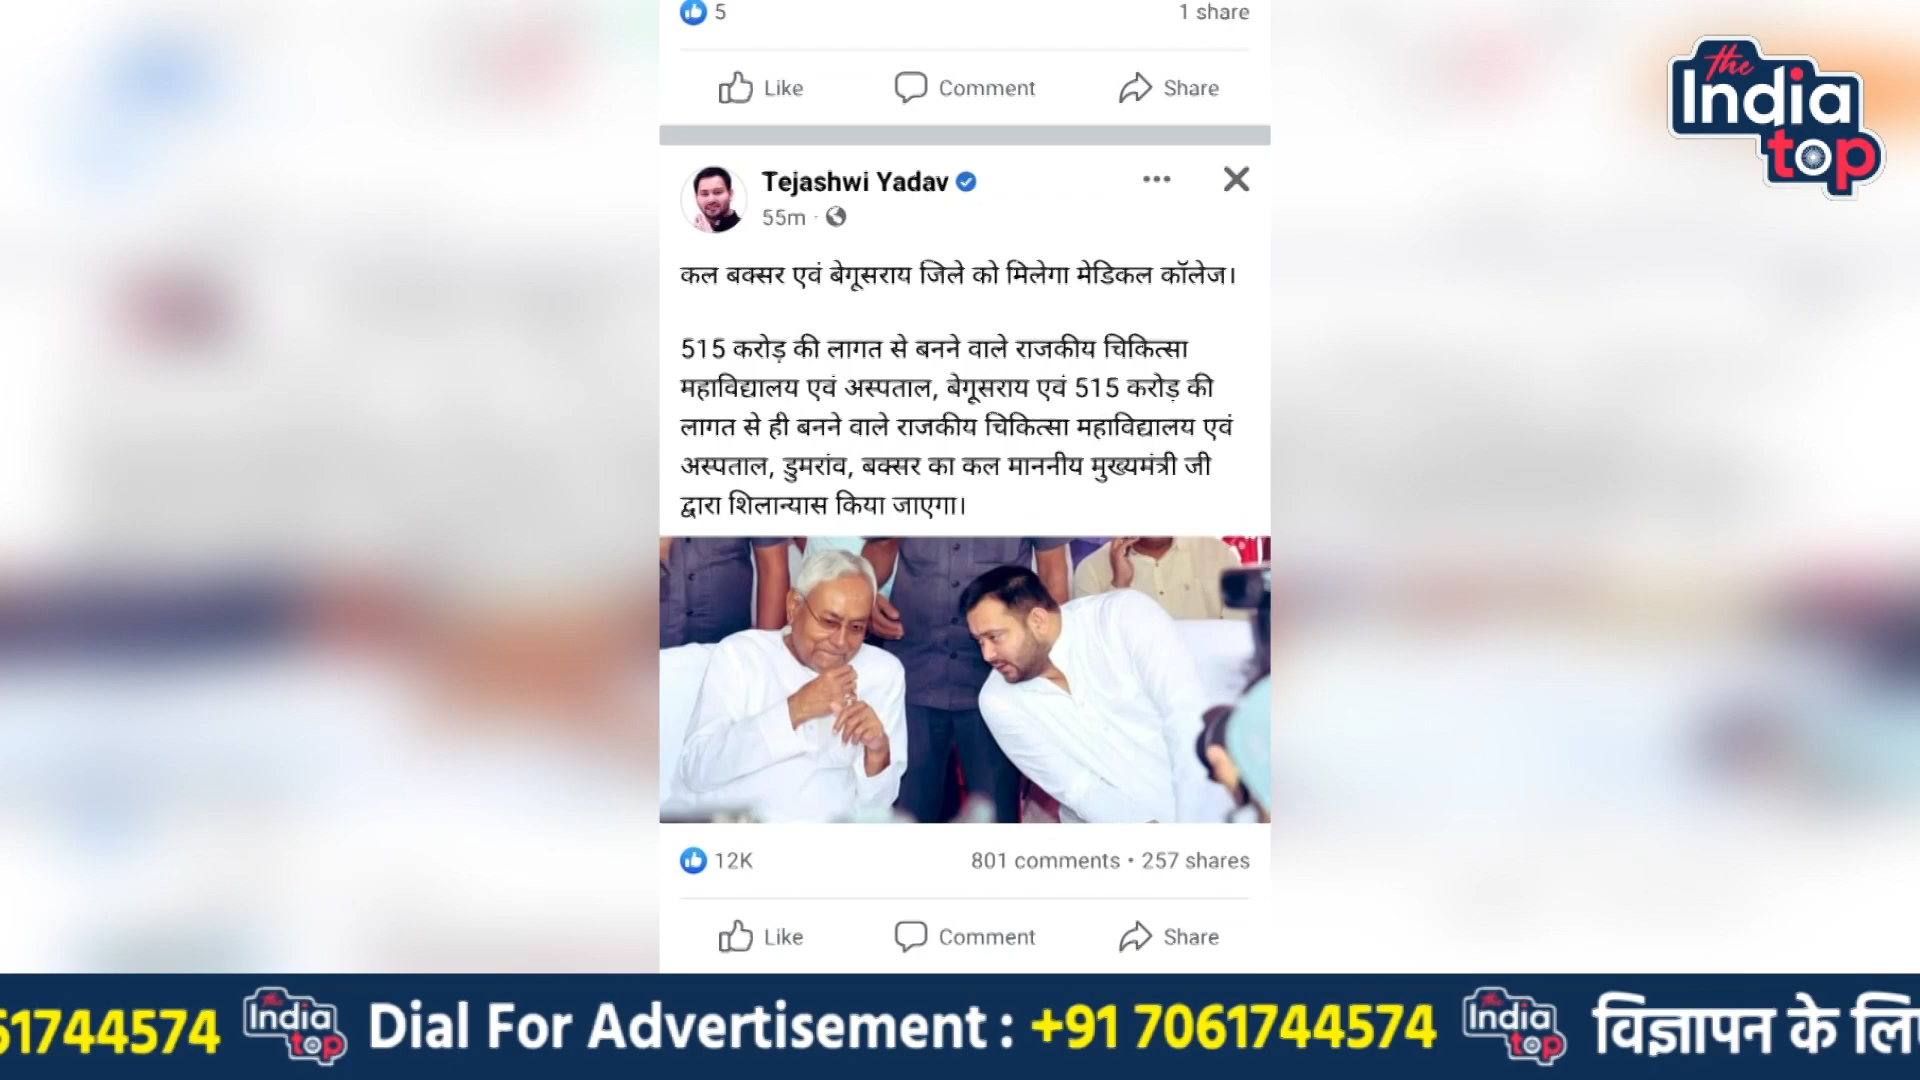 5
1 share
Like
Comment
Share
the
India
top
Tejashwi Yadav
55m
कल बक्सर एवं बेगूसराय जिले को मिलेगा मेडिकल कॉलेज।
515 करोड़ की लागत से बनने वाले राजकीय चिकित्सा
महाविद्यालय एवं अस्पताल, बेगूसराय एवं 515 करोड़ की
लागत से ही बनने वाले राजकीय चिकित्सा महाविद्यालय एवं
अस्पताल, डुमरांव, बक्सर का कल माननीय मुख्यमंत्री जी
द्वारा शिलान्यास किया जाएगा।
12K
801 comments • 257 shares
Like
Comment
Share
61744574 the India top Dial For Advertisement : +91 7061744574 the India top विज्ञापन के लि